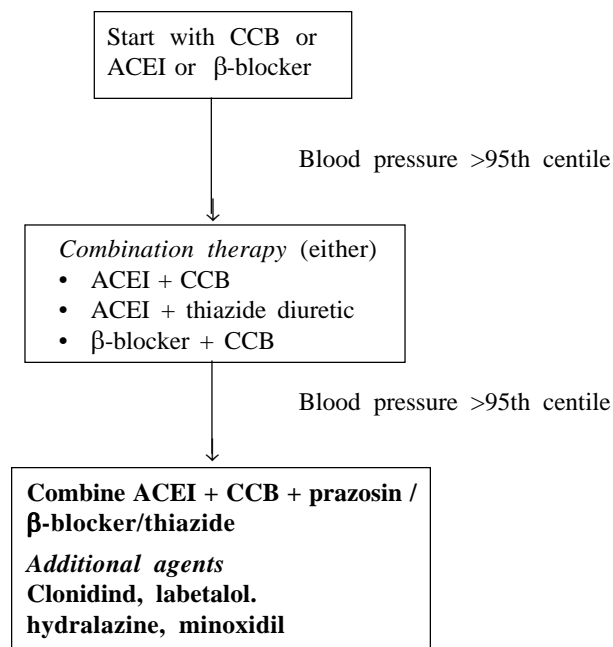 Start with CCB or
ACEI or β-blocker
Blood pressure >95th centile
Combination therapy (either)
• ACEI + CCB
• ACEI + thiazide diuretic
• β-blocker + CCB
Blood pressure >95th centile
Combine ACEI + CCB + prazosin /
β-blocker/thiazide
Additional agents
Clonidind, labetalol.
hydralazine, minoxidil